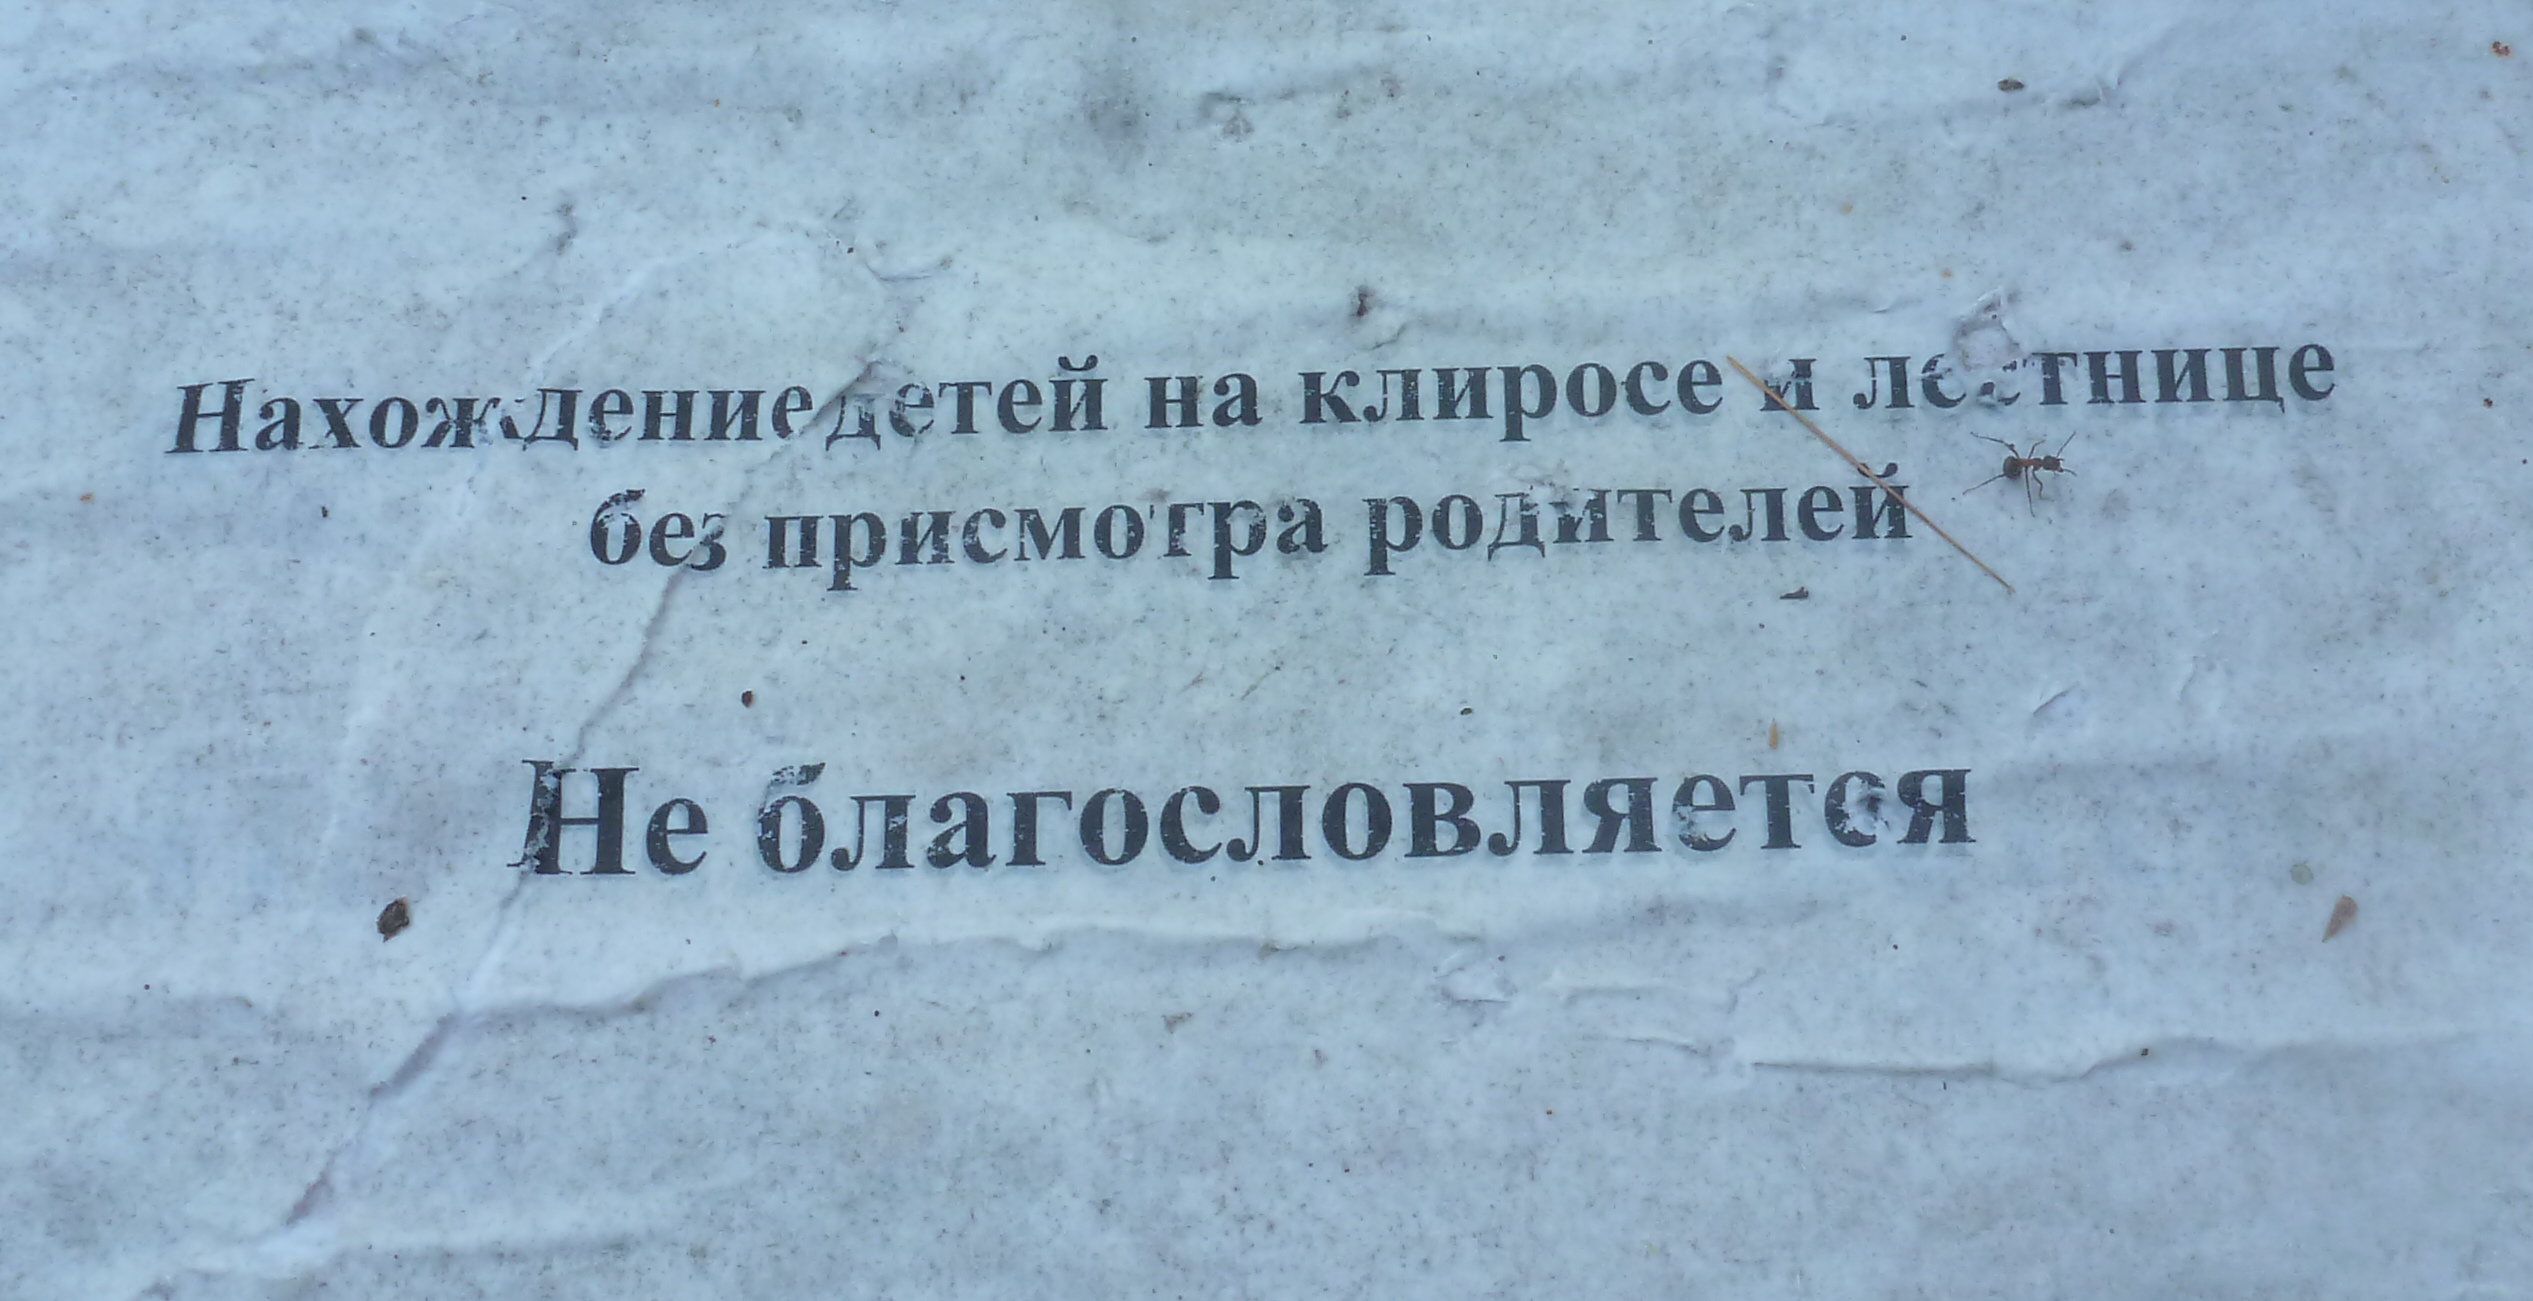 Нахождение детей на клиросе и лестнице
без присмотра родителей
Не благословляется